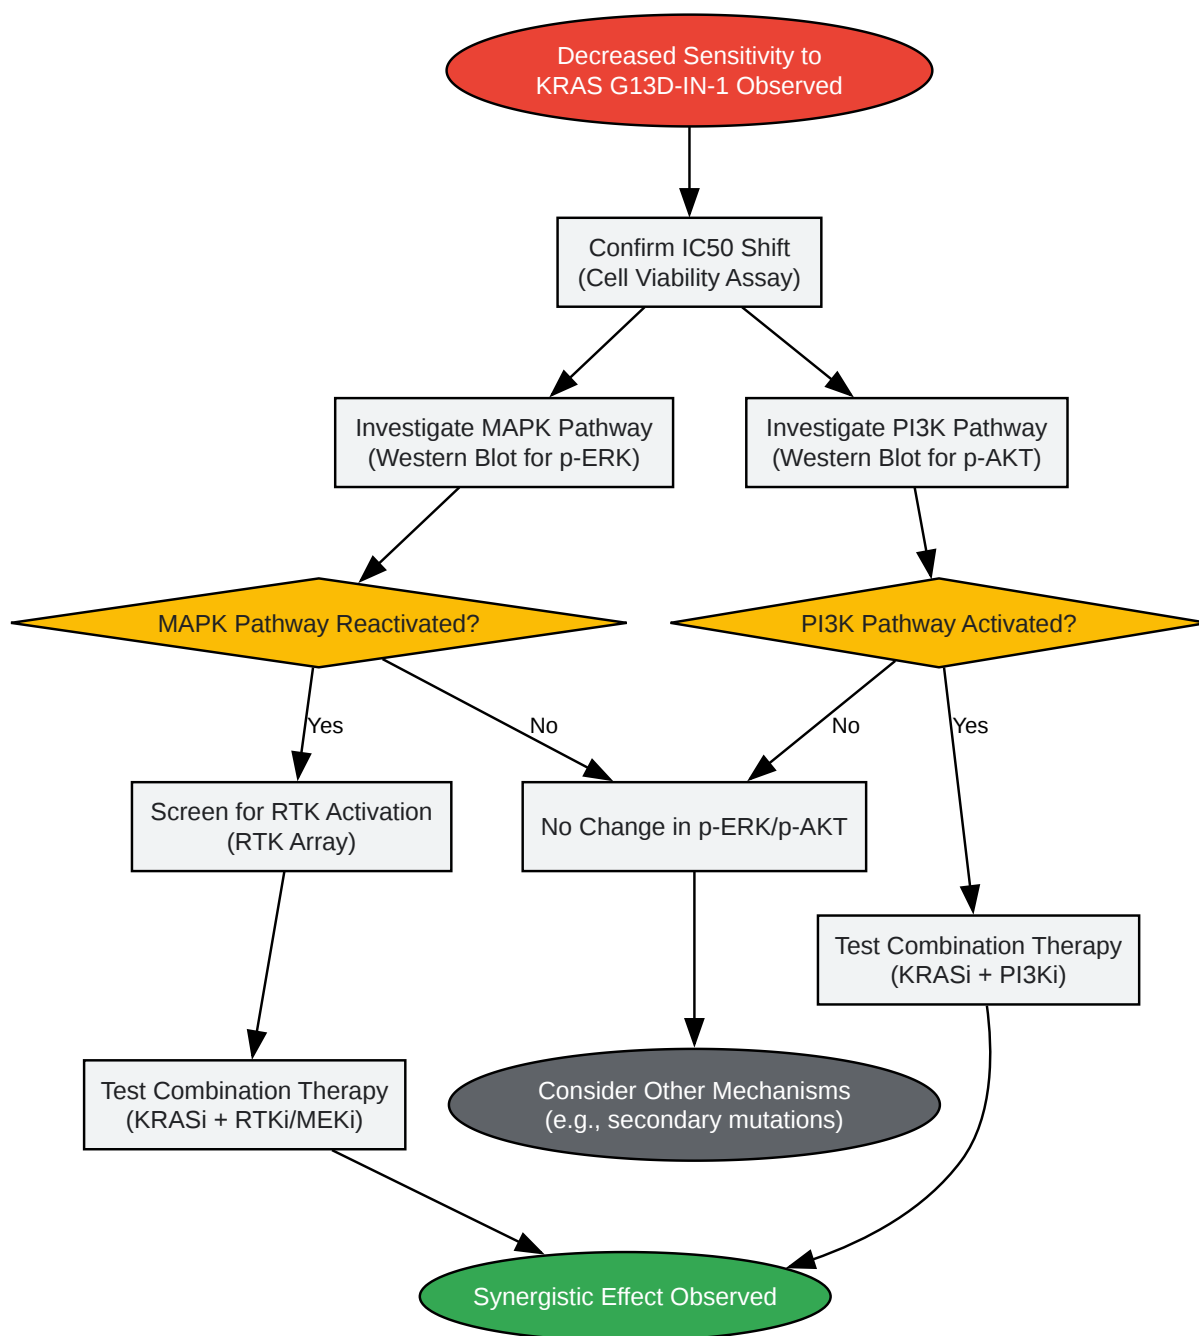 Decreased Sensitivity to
KRAS G13D-IN-1 Observed
Confirm IC50 Shift
(Cell Viability Assay)
Investigate MAPK Pathway
(Western Blot for p-ERK)
Investigate PI3K Pathway
(Western Blot for p-AKT)
MAPK Pathway Reactivated?
PI3K Pathway Activated?
Yes
No
No
Yes
Screen for RTK Activation
(RTK Array)
No Change in p-ERK/p-AKT
Test Combination Therapy
(KRASi + PI3Ki)
Test Combination Therapy
(KRASi + RTKi/MEKi)
Consider Other Mechanisms
(e.g., secondary mutations)
Synergistic Effect Observed